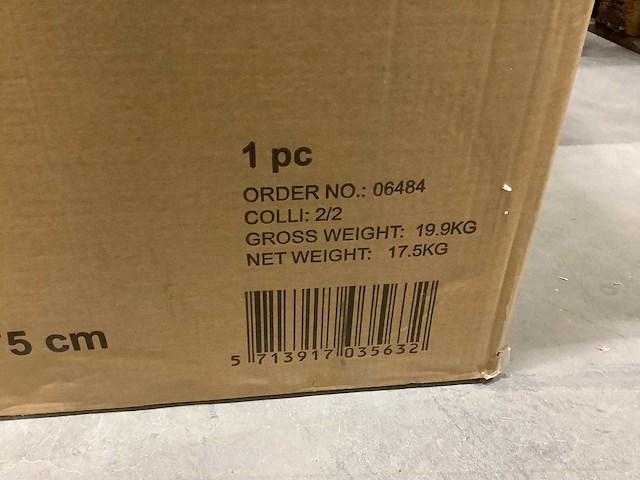 1 pc
ORDER NO.: 06484
COLLI: 2/2
GROSS WEIGHT: 19.9KG
NET WEIGHT: 17.5KG
5 cm
5 713917 035632